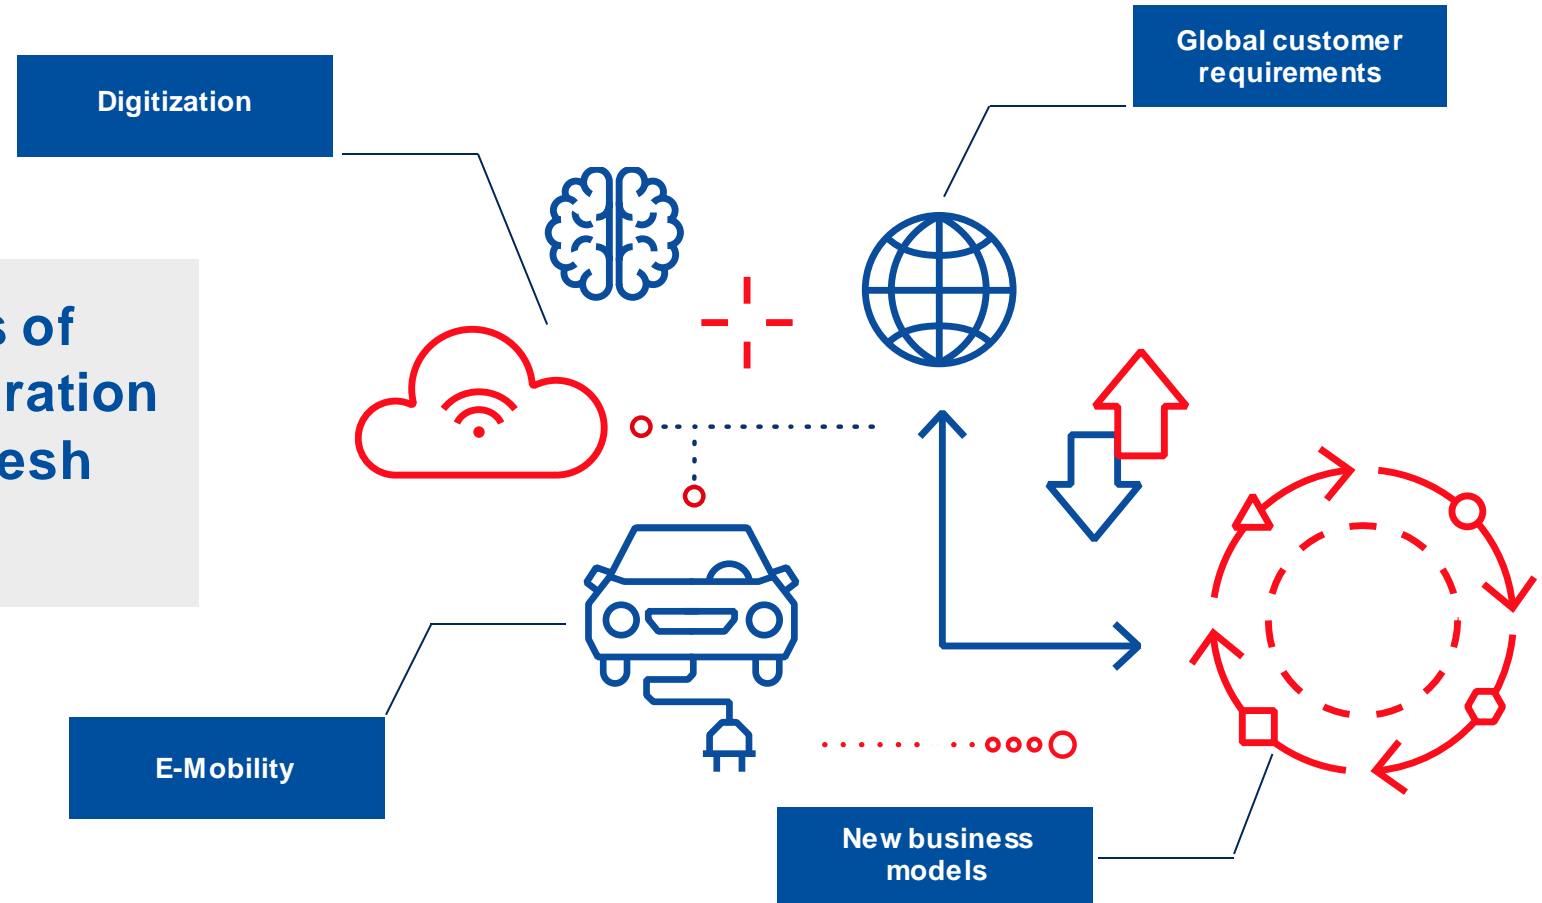 Global customer
requirements
Digitization
s of
ration
esh
E-Mobility
New business
models